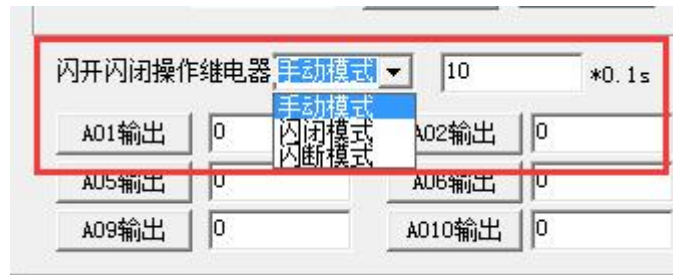 闪开闪闭操作继电器 手动模式 10 *0.1s
手动模式
闪闭模式
闪断模式
A01输出 0 A02输出 0
A05输出 0 A06输出 0
A09输出 0 A010输出 0